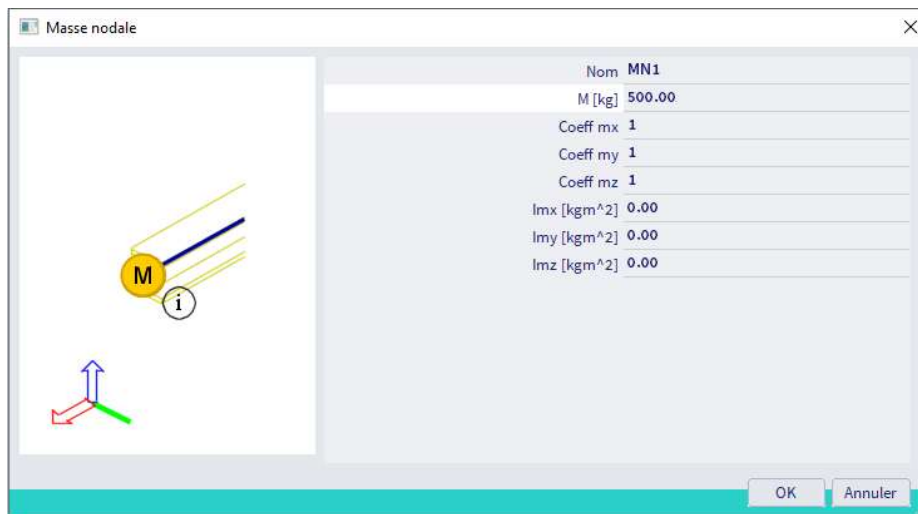 Masse nodale
Nom MN1
M [kg] 500.00
Coeff mx 1
Coeff my 1
Coeff mz 1
Imx [kgm^2] 0.00
Imy [kgm^2] 0.00
Imz [kgm^2] 0.00
M
i
OK Annuler